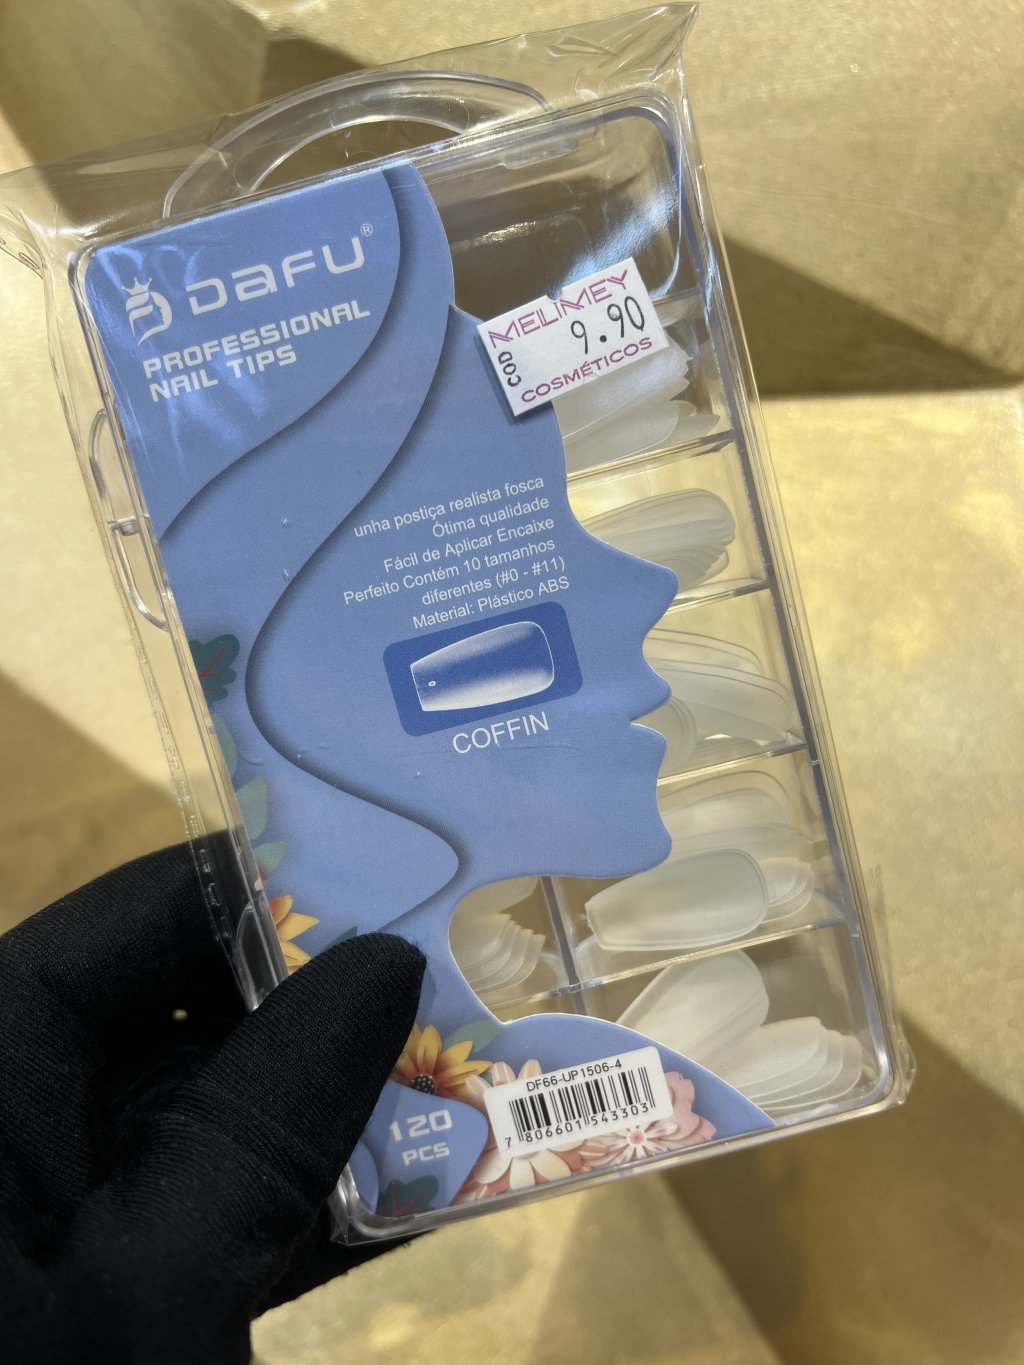 DAFU®
PROFESSIONAL
NAIL TIPS
MELIMEY
COD
9.90
COSMÉTICOS
unha postiça realista fosca
Ótima qualidade
Fácil de Aplicar Encaixe
Perfeito Contém 10 tamanhos
diferentes (#0 - #11)
Material: Plástico ABS
0
COFFIN
DF66-UP1506-4
7 806601 543303
120
PCS